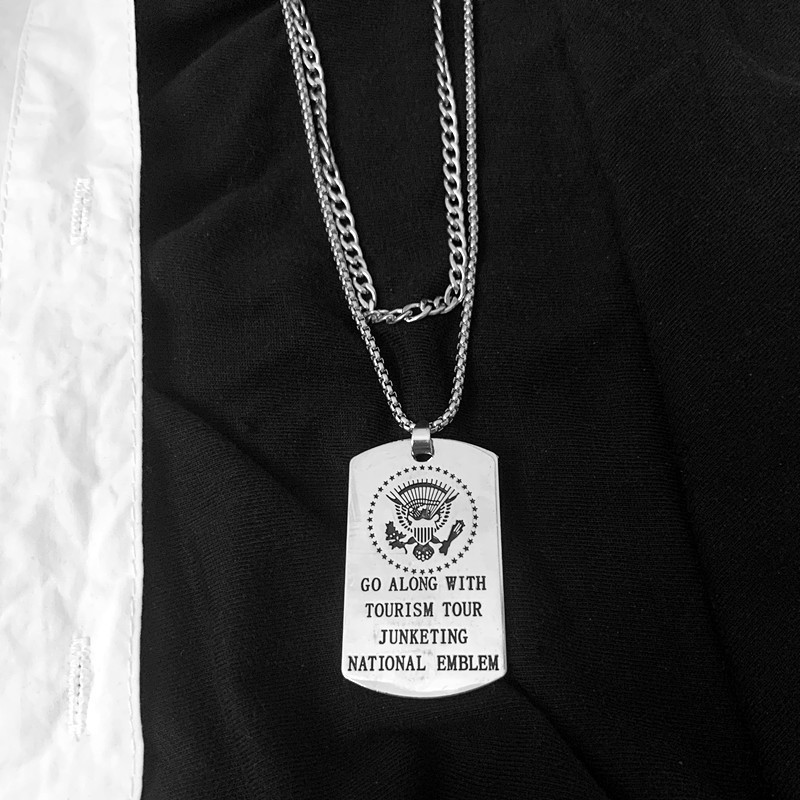 GO ALONG WITH
TOURISM TOUR
JUNKETING
NATIONAL EMBLEM